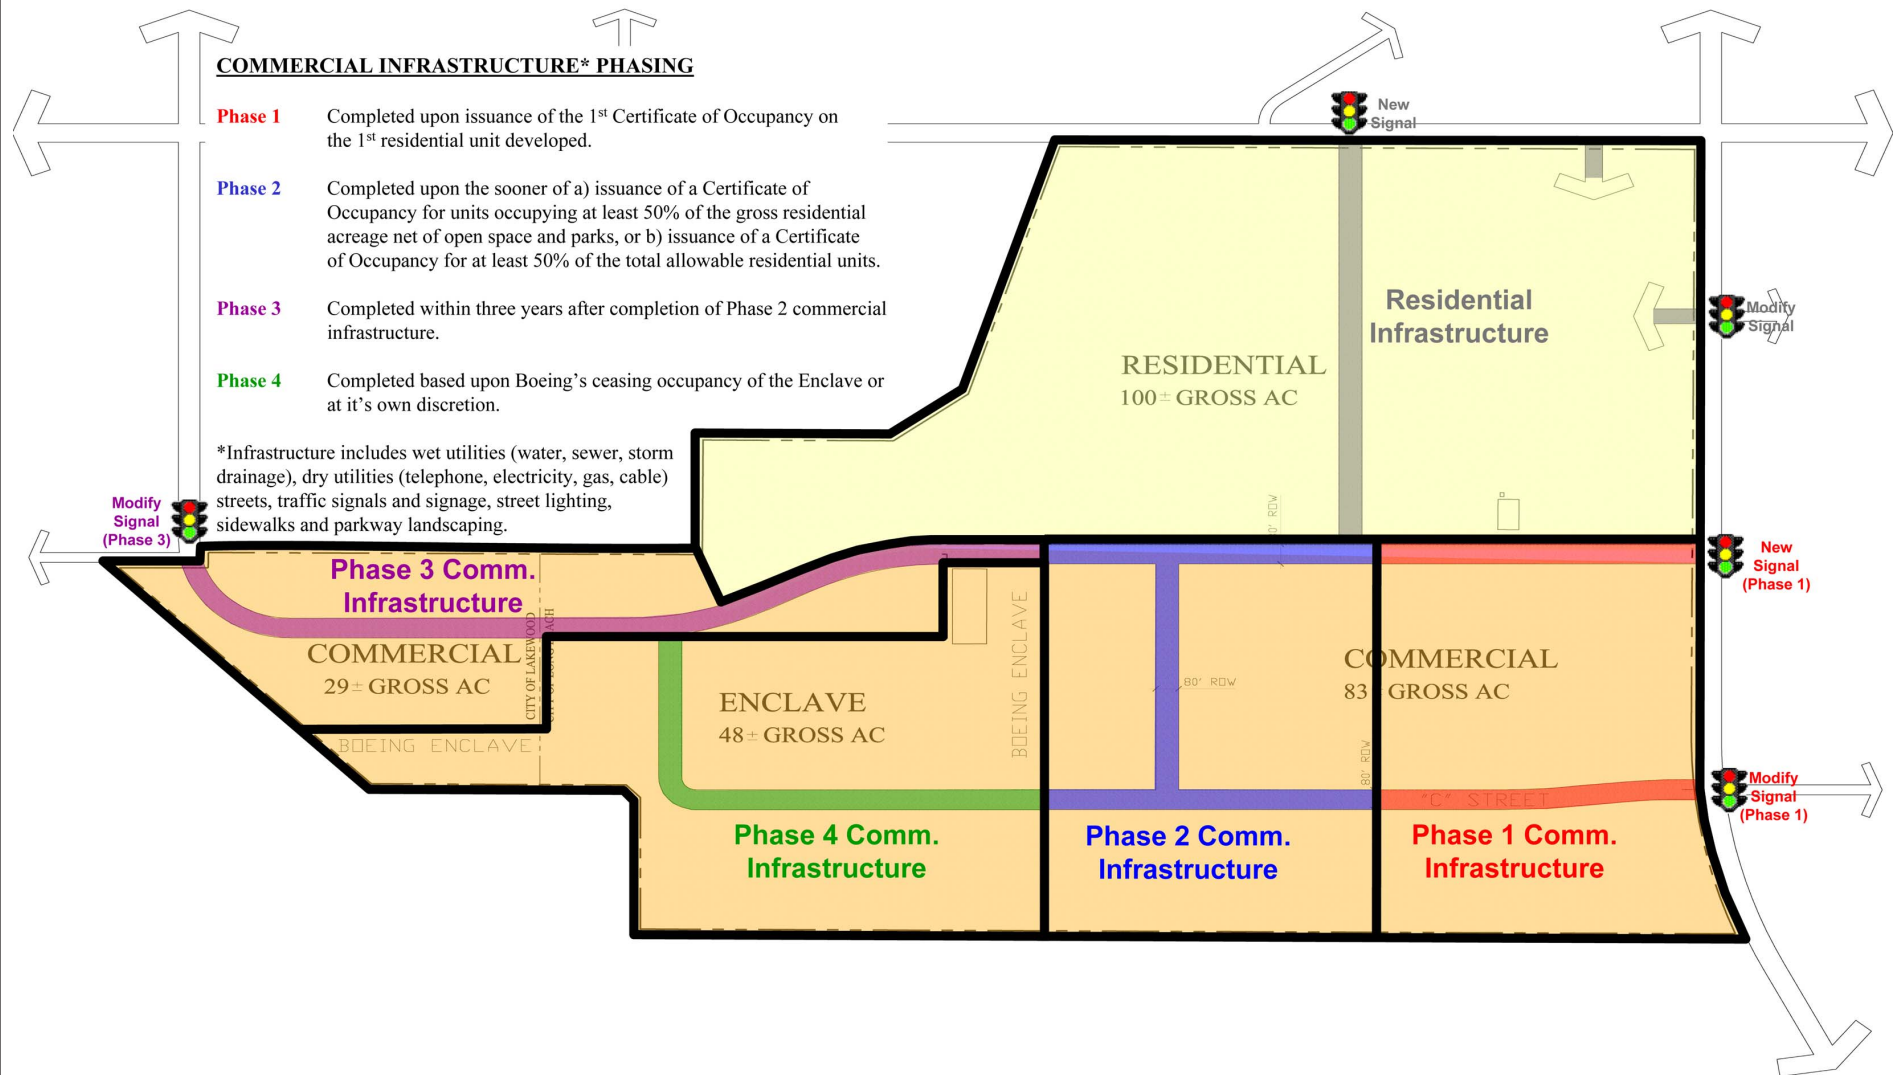 COMMERCIAL INFRASTRUCTURE* PHASING
Phase 1 Completed upon issuance of the 1st Certificate of Occupancy on
the 1st residential unit developed.
Phase 2 Completed upon the sooner of a) issuance of a Certificate of
Occupancy for units occupying at least 50% of the gross residential
acreage net of open space and parks, or b) issuance of a Certificate
of Occupancy for at least 50% of the total allowable residential units.
Phase 3 Completed within three years after completion of Phase 2 commercial
infrastructure.
Phase 4 Completed based upon Boeing's ceasing occupancy of the Enclave or
at it's own discretion.
*Infrastructure includes wet utilities (water, sewer, storm
drainage), dry utilities (telephone, electricity, gas, cable)
streets, traffic signals and signage, street lighting,
sidewalks and parkway landscaping.
New
Signal
Modify
Signal
Residential
Infrastructure
RESIDENTIAL
100± GROSS AC
ROW
Modify
Signal
(Phase 3)
New
Signal
(Phase 1)
Phase 3 Comm.
Infrastructure
COMMERCIAL
29± GROSS AC
CITY OF LAKEWOOD
BOEING ENCLAVE
ENCLAVE
48± GROSS AC
BOEING ENCLAVE
80' ROW
COMMERCIAL
83± GROSS AC
80' ROW
"C" STREET
Modify
Signal
(Phase 1)
Phase 4 Comm.
Infrastructure
Phase 2 Comm.
Infrastructure
Phase 1 Comm.
Infrastructure